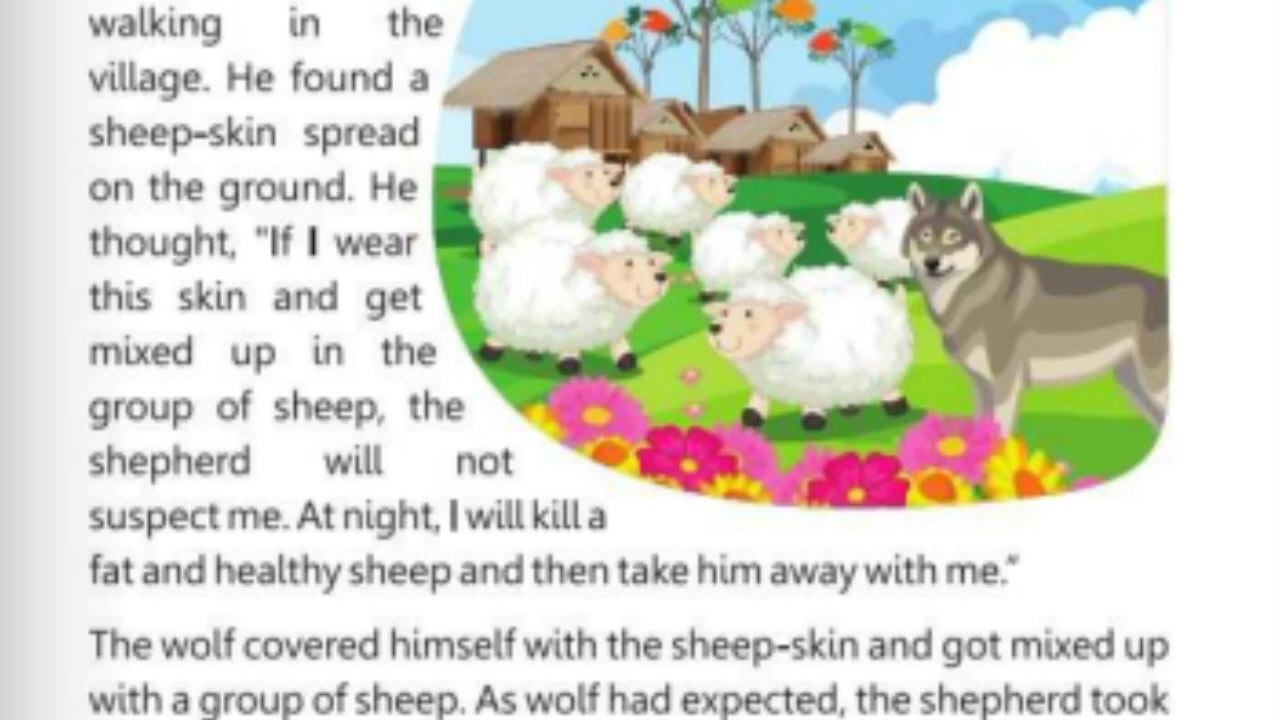 walking in the
village. He found a
sheep-skin spread
on the ground. He
thought, "If I wear
this skin and get
mixed up in the
group of sheep, the
shepherd will not
suspect me. At night, I will kill a
fat and healthy sheep and then take him away with me."
The wolf covered himself with the sheep-skin and got mixed up
with a group of sheep. As wolf had expected, the shepherd took